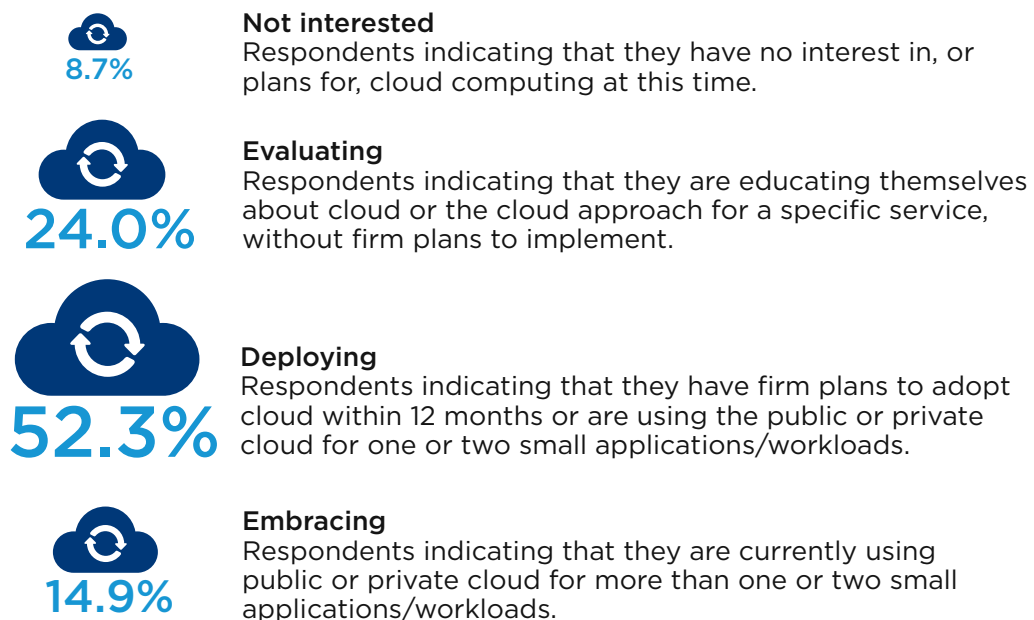 Not interested
8.7%
Respondents indicating that they have no interest in, or
plans for, cloud computing at this time.
Evaluating
24.0%
Respondents indicating that they are educating themselves
about cloud or the cloud approach for a specific service,
without firm plans to implement.
Deploying
52.3%
Respondents indicating that they have firm plans to adopt
cloud within 12 months or are using the public or private
cloud for one or two small applications/workloads.
Embracing
14.9%
Respondents indicating that they are currently using
public or private cloud for more than one or two small
applications/workloads.